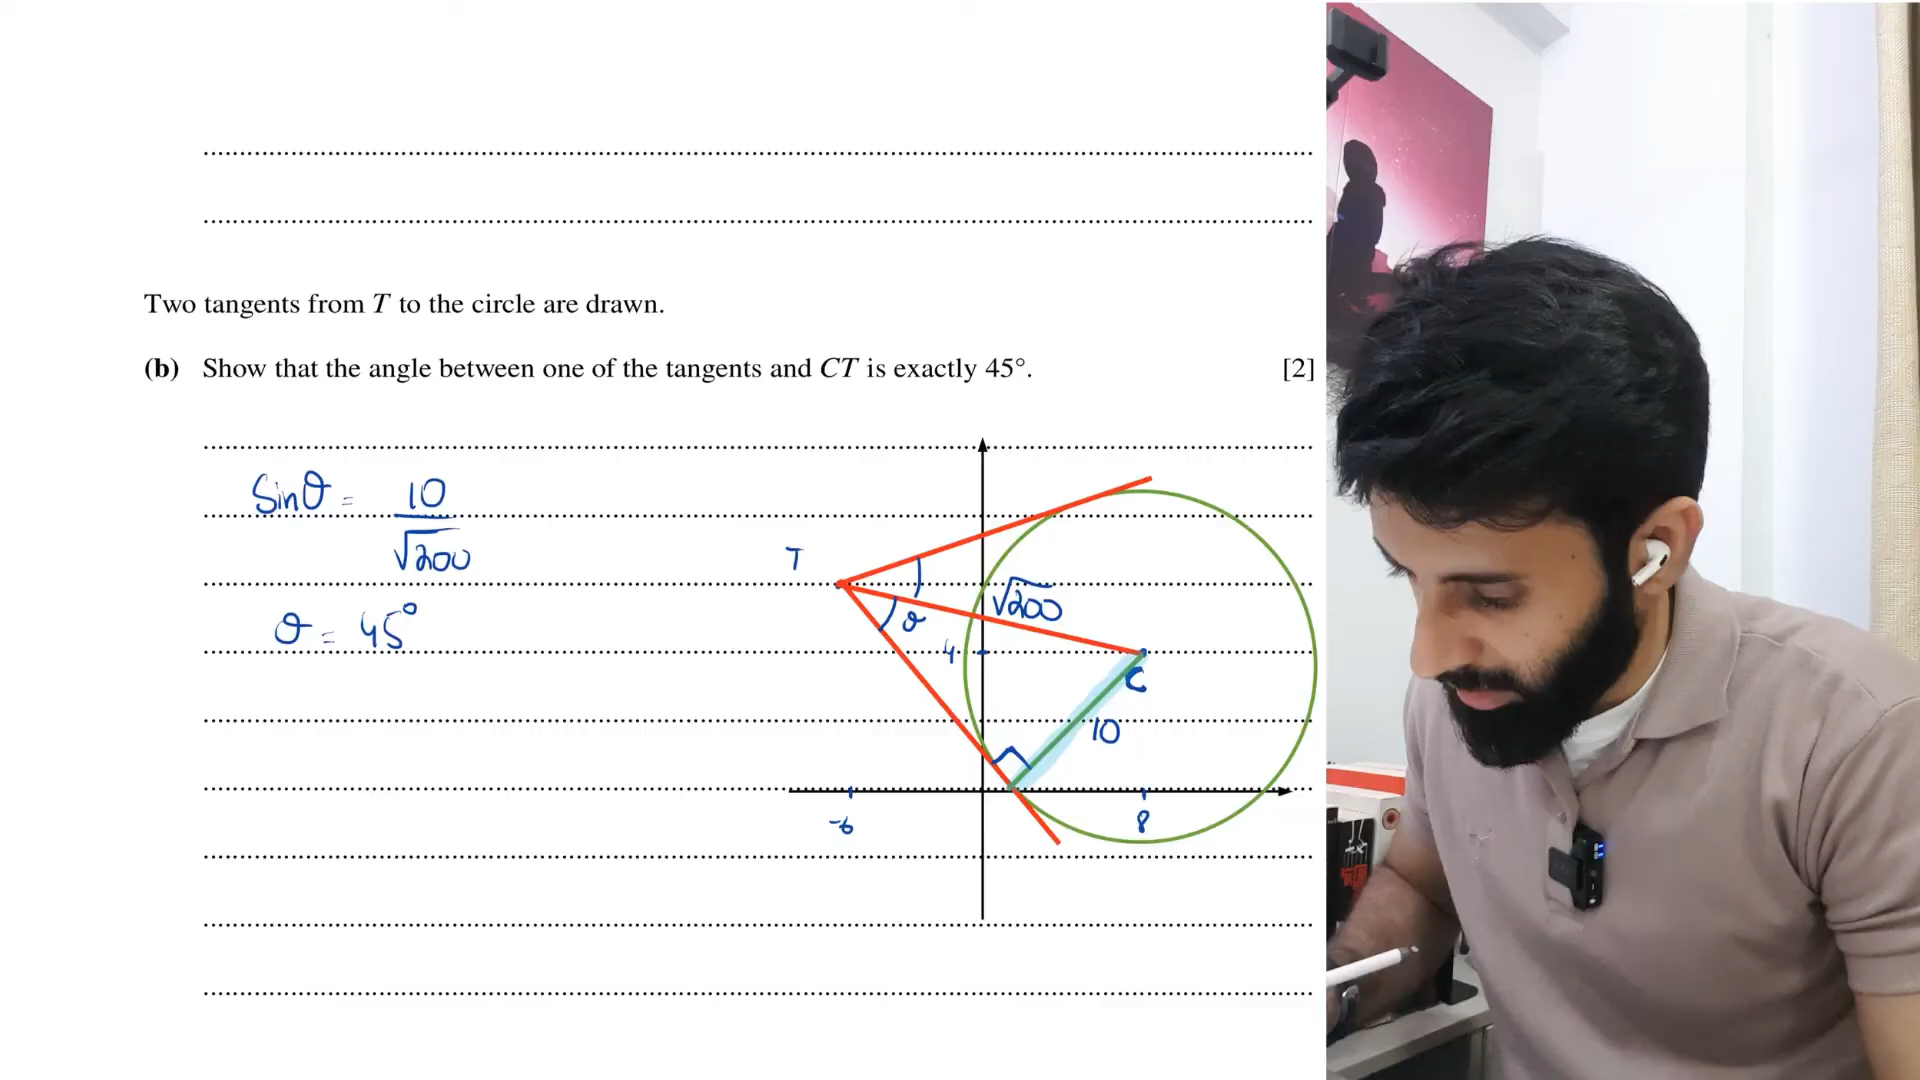 Two tangents from T to the circle are drawn.
(b) Show that the angle between one of the tangents and CT is exactly 45°. [2]
Sinθ = 10
√200
θ = 45°
T
√200
θ
4
C
10
-6
8